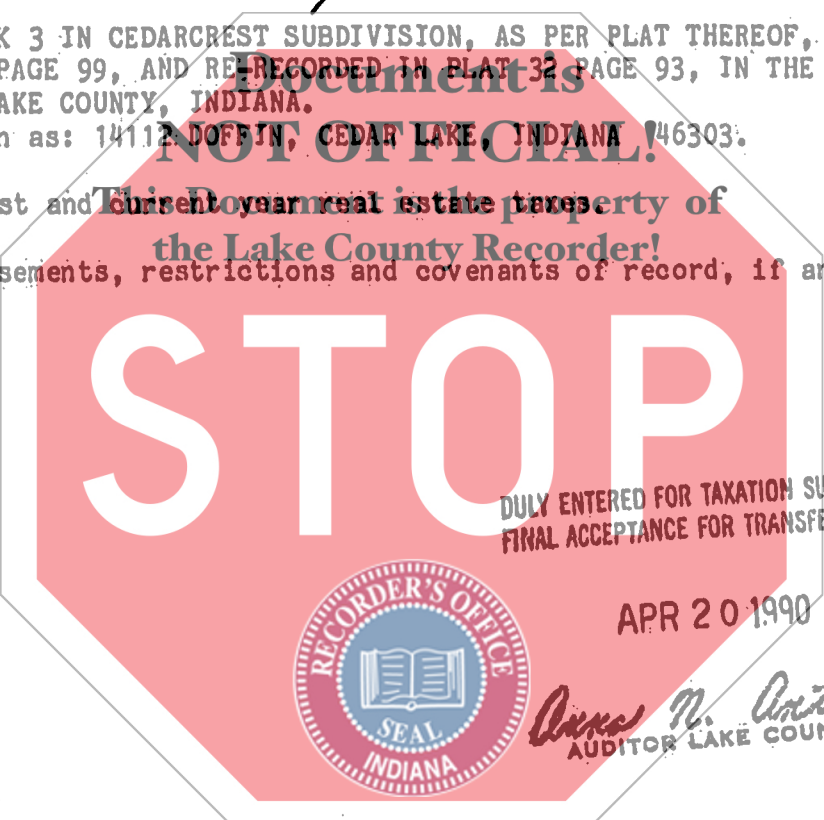 K 3 IN CEDARCREST SUBDIVISION, AS PER PLAT THEREOF,
Document is
PAGE 99, AND RE-RECORDED IN PLAT 32 PAGE 93, IN THE
AKE COUNTY, INDIANA.
NOT OFFICIAL!
n as: 14112 DOFFIN, CEDAR LAKE, INDIANA 46303.
This Document is the property of
st and current year real estate taxes.
the Lake County Recorder!
sements, restrictions and covenants of record, if an
STOP
DULY ENTERED FOR TAXATION SU
FINAL ACCEPTANCE FOR TRANSFE
APR 20 1990
RECORDER'S OFFICE
SEAL
INDIANA
Anna N.
AUDITOR LAKE COUN